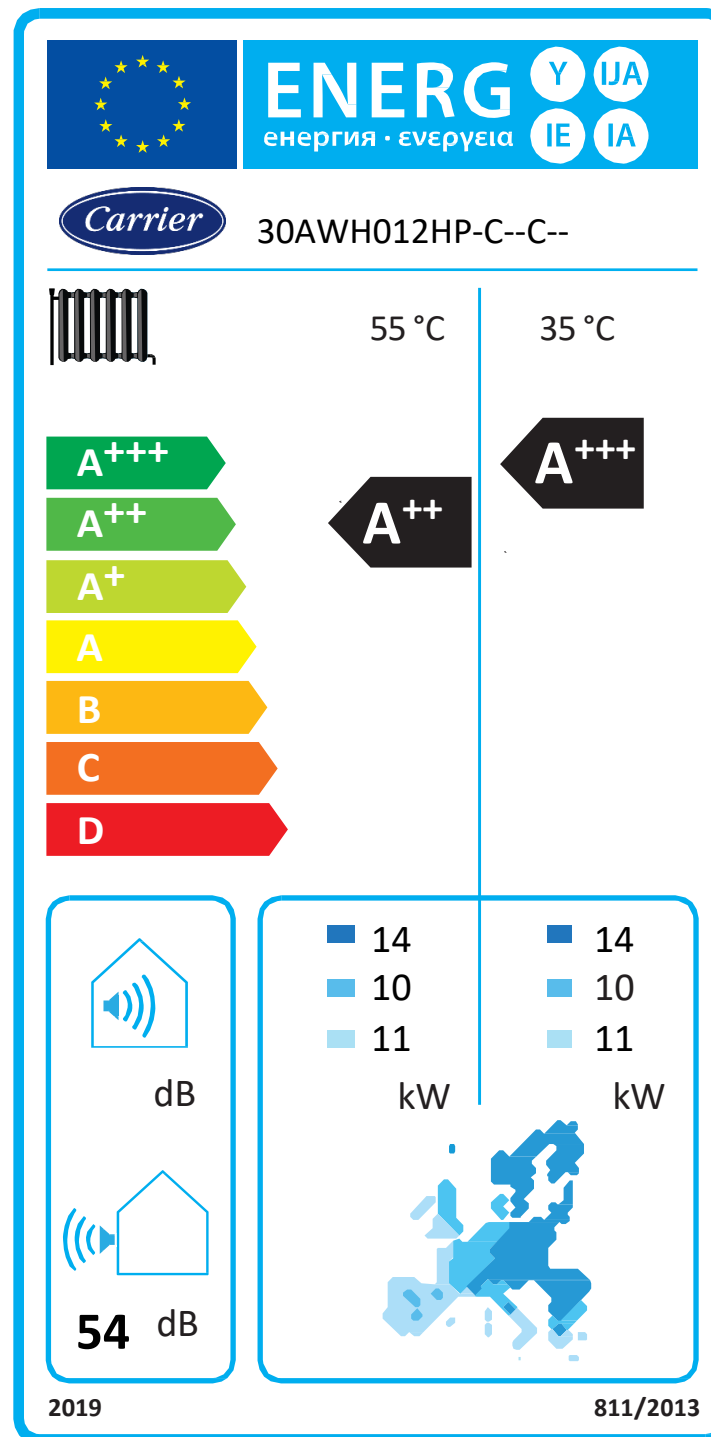 ENERG Y IJA
енергия · ενεργεια IE IA
Carrier 30AWH012HP-C--C--
55 °C 35 °C
A+++ A+++
A++ A++
A+
A
B
C
D
14 14
10 10
11 11
kW kW
dB
54 dB
2019 811/2013